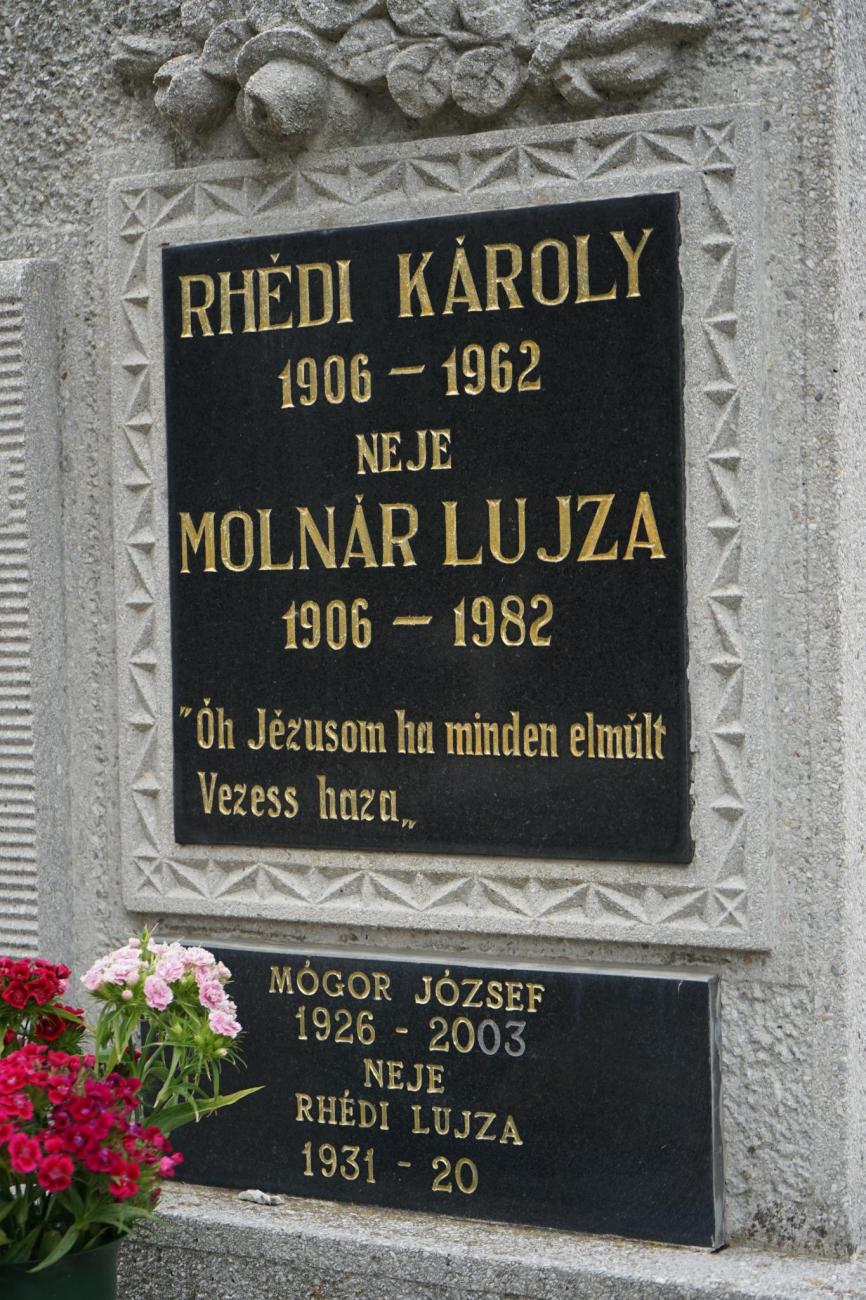 RHÉDI KÁROLY
1906 – 1962
NEJE
MOLNÁR LUJZA
1906 – 1982
"Óh Jézusom ha minden elmúlt
Vezess haza„
MÓGOR JÓZSEF
1926 - 2003
NEJE
RHÉDI LUJZA
1931 - 20